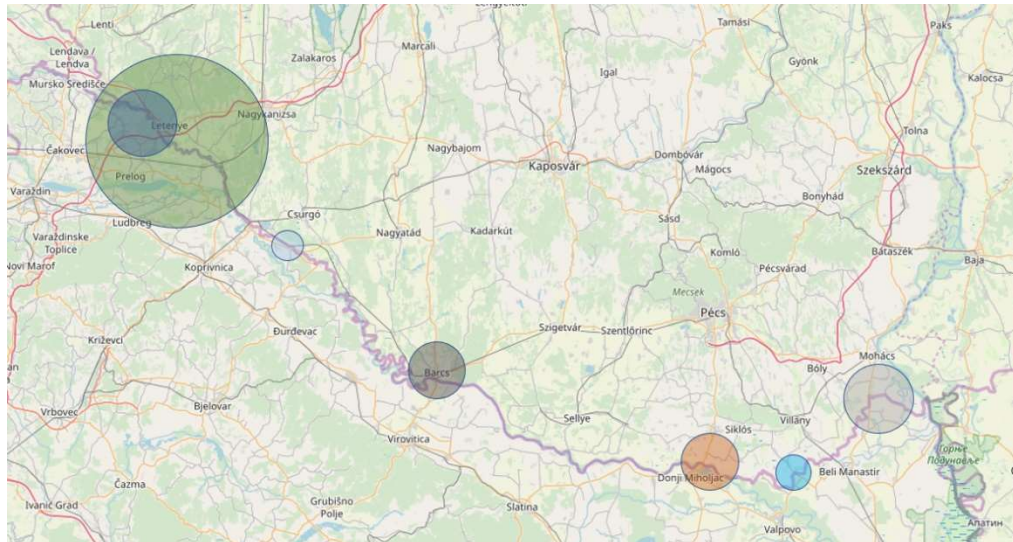 Lenti
Tamási
Paks
Marcali
Lendava /
Lendva
Zalakaros
Gyönk
Igal
Kalocsa
Mursko Središče
Nagykanizsa
Letenye
Tolna
Čakovec
Nagybajom
Dombóvár
Kaposvár
Mágocs
Szekszárd
Prelog
Varaždin
Bonyhád
Csurgó
Ludbreg
Sásd
Nagyatád
Kadarkút
Varaždinske
Toplice
Komló
Bátaszék
Baja
Novi Marof
Koprivnica
Pécsvárad
Mecsek
Pécs
Đurđevac
Szigetvár
Szentlőrinc
Križevci
Mohács
Bóly
Barcs
Bjelovar
Vrbovec
Sellye
Villány
Siklós
Virovitica
Горње
Подунавље
Beli Manastir
Donji Miholjac
Čazma
Grubišno
Polje
Ivanić Grad
Slatina
Апатин
Valpovo